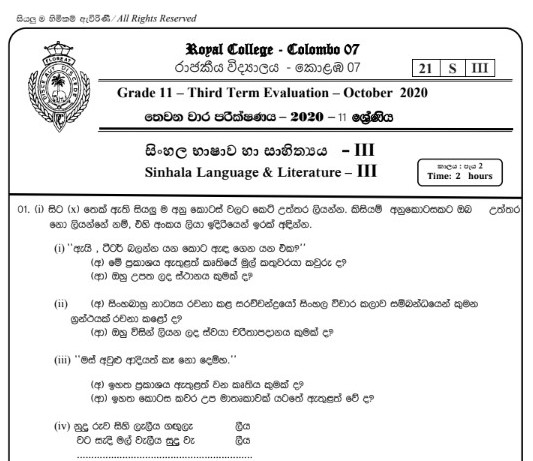 සියලු ම හිමිකම් ඇවිරිණි / All Rights Reserved
Royal College - Colombo 07
රාජකීය විද්‍යාලය - කොළඹ 07
21 S III
Grade 11 – Third Term Evaluation – October 2020
තෙවන වාර පරීක්ෂණය – 2020 – 11 ශ්‍රේණිය
සිංහල භාෂාව හා සාහිත්‍යය – III
Sinhala Language & Literature – III
කාලය : පැය 2
Time: 2 hours
01. (i) සිට (x) තෙක් ඇති සියලු ම අනු කොටස් වලට කෙටි උත්තර ලියන්න. කිසියම් අනුකොටසකට ඔබ උත්තර
නො ලියන්නේ නම්, එහි අංකය ලියා ඉදිරියෙන් ඉරක් අඳින්න.
(i) "ඇයි , පීටර් බලන්න යන කොට ඇඳ ගෙන යන එක?"
(අ) මේ ප්‍රකාශය ඇතුළත් කෘතියේ මුල් කතුවරයා කවුරු ද?
(ආ) ඔහු උපත ලද ස්ථානය කුමක් ද?
(ii) (අ) සිංහබාහු නාට්‍යය රචනා කළ සරච්චන්ද්‍රයෝ සිංහල විචාර කලාව සම්බන්ධයෙන් කුමන
ග්‍රන්ථයක් රචනා කළෝ ද?
(ආ) ඔහු විසින් ලියන ලද ස්වයා චරිතාපදානය කුමක් ද?
(iii) "මස් අවුළු ආදියත් කෑ නො දෙම්හ."
(අ) ඉහත ප්‍රකාශය ඇතුළත් වන කෘතිය කුමක් ද?
(ආ) ඉහත කොටස කවර උප මාතෘකාවක් යටතේ ඇතුළත් වේ ද?
(iv) නුදු රුව සිහි ලැලිය ගඟුලැ ලීය
වට සැදි මල් වැලීය සුදු වැ ලීය
......................................................